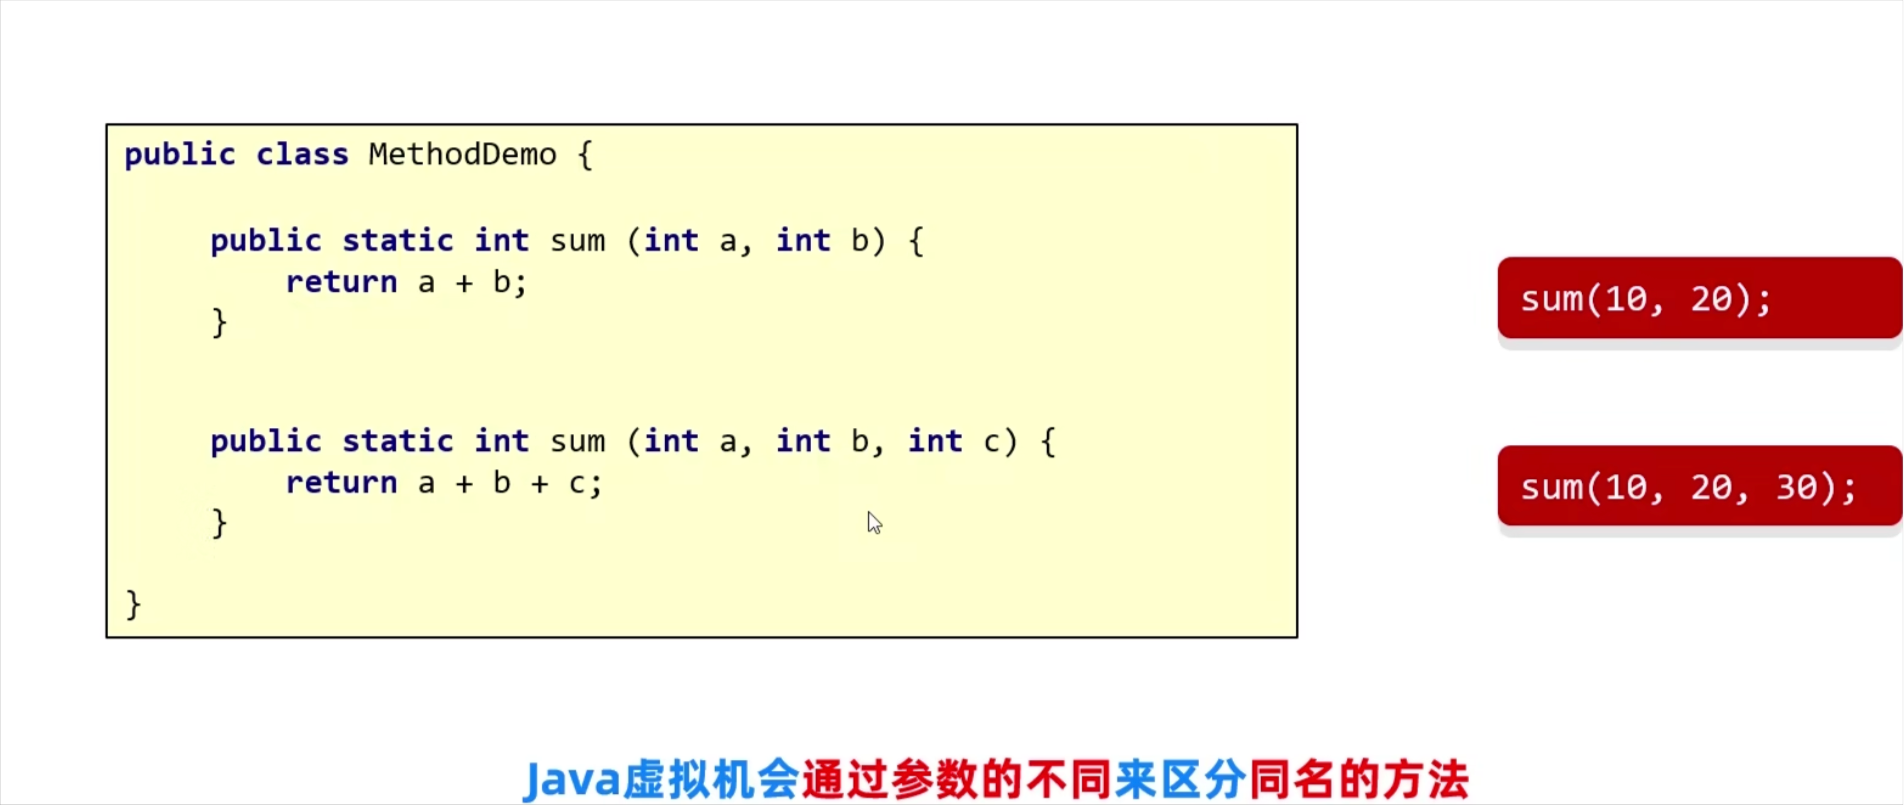 public class MethodDemo {
public static int sum (int a, int b) {
return a + b;
}
sum(10, 20);
public static int sum (int a, int b, int c) {
return a + b + c;
}
sum(10, 20, 30);
}
Java虚拟机会通过参数的不同来区分同名的方法